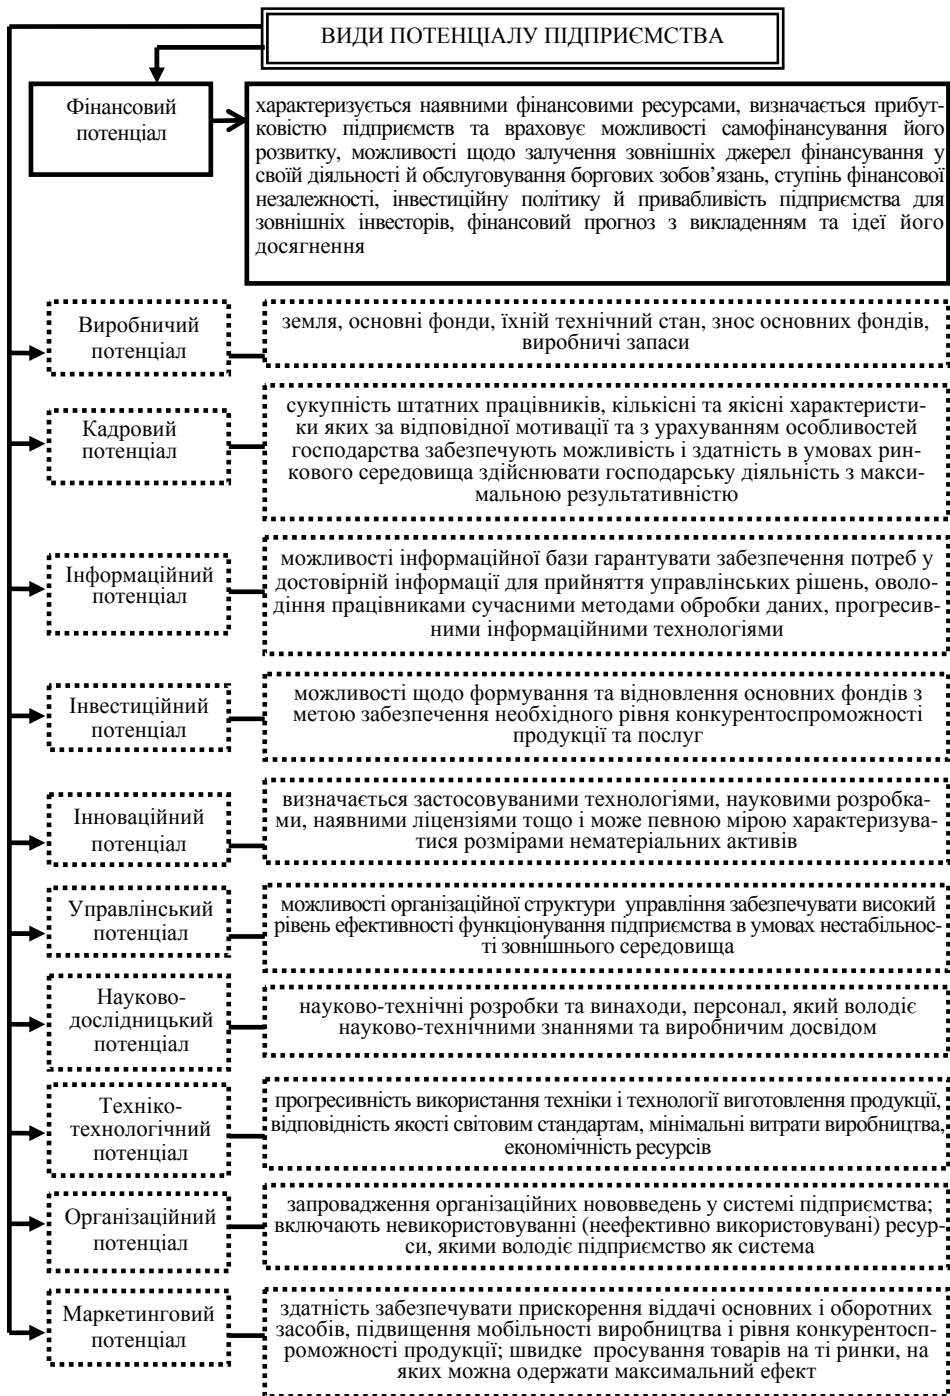 ВИДИ ПОТЕНЦІАЛУ ПІДПРИЄМСТВА
Фінансовий
потенціал
характеризується наявними фінансовими ресурсами, визначається прибут-
ковістю підприємств та враховує можливості самофінансування його
розвитку, можливості щодо залучення зовнішніх джерел фінансування у
своїй діяльності й обслуговування боргових зобов’язань, ступінь фінансової
незалежності, інвестиційну політику й привабливість підприємства для
зовнішніх інвесторів, фінансовий прогноз з викладенням та ідеї його
досягнення
Виробничий
потенціал
земля, основні фонди, їхній технічний стан, знос основних фондів,
виробничі запаси
Кадровий
потенціал
сукупність штатних працівників, кількісні та якісні характеристи-
ки яких за відповідної мотивації та з урахуванням особливостей
господарства забезпечують можливість і здатність в умовах рин-
кового середовища здійснювати господарську діяльність з макси-
мальною результативністю
Інформаційний
потенціал
можливості інформаційної бази гарантувати забезпечення потреб у
достовірній інформації для прийняття управлінських рішень, оволо-
діння працівниками сучасними методами обробки даних, прогресив-
ними інформаційними технологіями
Інвестиційний
потенціал
можливості щодо формування та відновлення основних фондів з
метою забезпечення необхідного рівня конкурентоспроможності
продукції та послуг
Інноваційний
потенціал
визначається застосовуваними технологіями, науковими розробка-
ми, наявними ліцензіями тощо і може певною мірою характеризува-
тися розмірами нематеріальних активів
Управлінський
потенціал
можливості організаційної структури управління забезпечувати високий
рівень ефективності функціонування підприємства в умовах нестабільнос-
ті зовнішнього середовища
Науково-
дослідницький
потенціал
науково-технічні розробки та винаходи, персонал, який володіє
науково-технічними знаннями та виробничим досвідом
Техніко-
технологічний
потенціал
прогресивність використання техніки і технології виготовлення продукції,
відповідність якості світовим стандартам, мінімальні витрати виробництва,
економічність ресурсів
Організаційний
потенціал
запровадження організаційних нововведень у системі підприємства;
включають невикористовуванні (неефективно використовувані) ресур-
си, якими володіє підприємство як система
Маркетинговий
потенціал
здатність забезпечувати прискорення віддачі основних і оборотних
засобів, підвищення мобільності виробництва і рівня конкурентосп-
роможності продукції; швидке просування товарів на ті ринки, на
яких можна одержати максимальний ефект